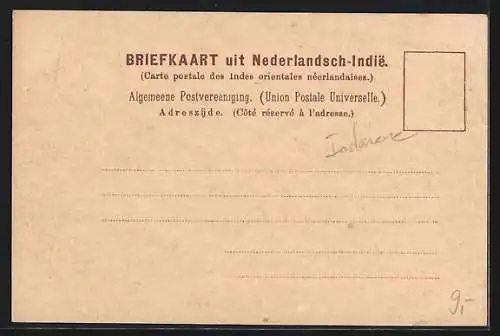 BRIEFKAART uit Nederlandsch-Indië.
(Carte postale des Indes orientales néerlandaises.)
Algemeene Postvereeniging. (Union Postale Universelle.)
Adreszijde. (Côté réservé à l'adresse.)
9,-